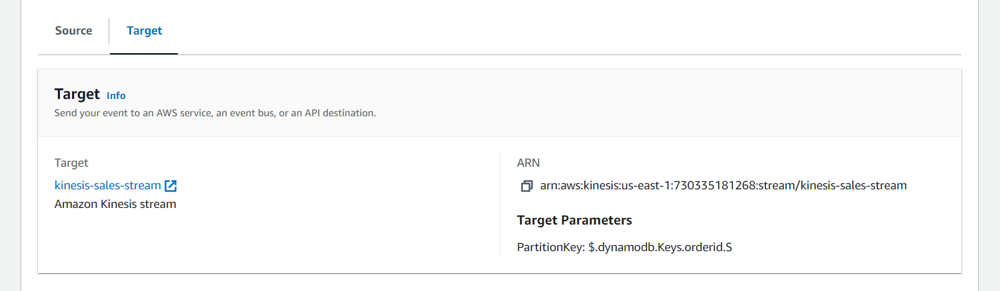 Source
Target
Target Info
Send your event to an AWS service, an event bus, or an API destination.
Target
kinesis-sales-stream
Amazon Kinesis stream
ARN
arn:aws:kinesis:us-east-1:730335181268:stream/kinesis-sales-stream
Target Parameters
PartitionKey: $.dynamodb.Keys.orderid.S